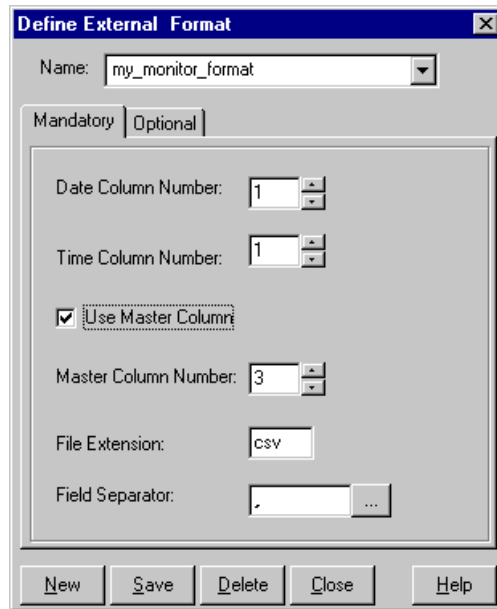 Define External Format
Name: my_monitor_format
Mandatory Optional
Date Column Number: 1
Time Column Number: 1
Use Master Column
Master Column Number: 3
File Extension: csv
Field Separator: , ...
New Save Delete Close Help